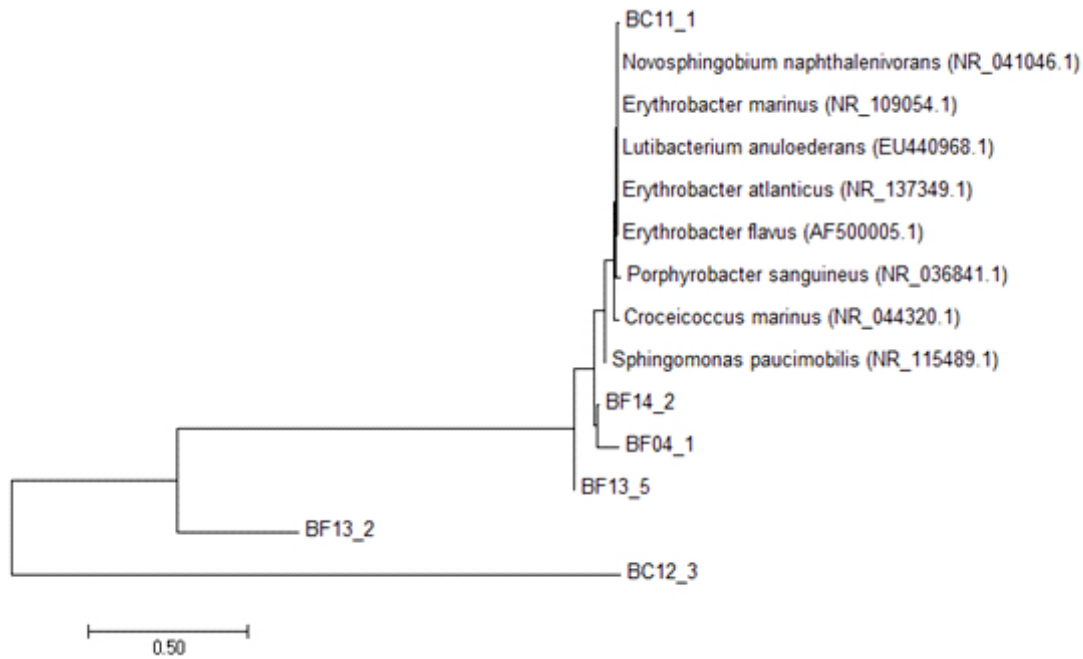 BC11_1
Novosphingobium naphthalenivorans (NR_041046.1)
Erythrobacter marinus (NR_109054.1)
Lutibacterium anuloederans (EU440968.1)
Erythrobacter atlanticus (NR_137349.1)
Erythrobacter flavus (AF500005.1)
Porphyrobacter sanguineus (NR_036841.1)
Croceicoccus marinus (NR_044320.1)
Sphingomonas paucimobilis (NR_115489.1)
BF14_2
BF04_1
BF13_5
BF13_2
BC12_3
0.50